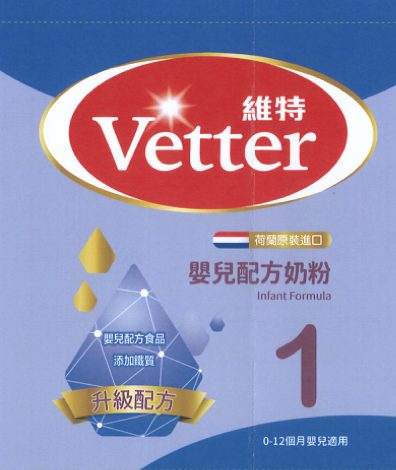 維特
Vetter
荷蘭原裝進口
嬰兒配方奶粉
Infant Formula
嬰兒配方食品
添加鐵質
升級配方
1
0-12個月嬰兒適用